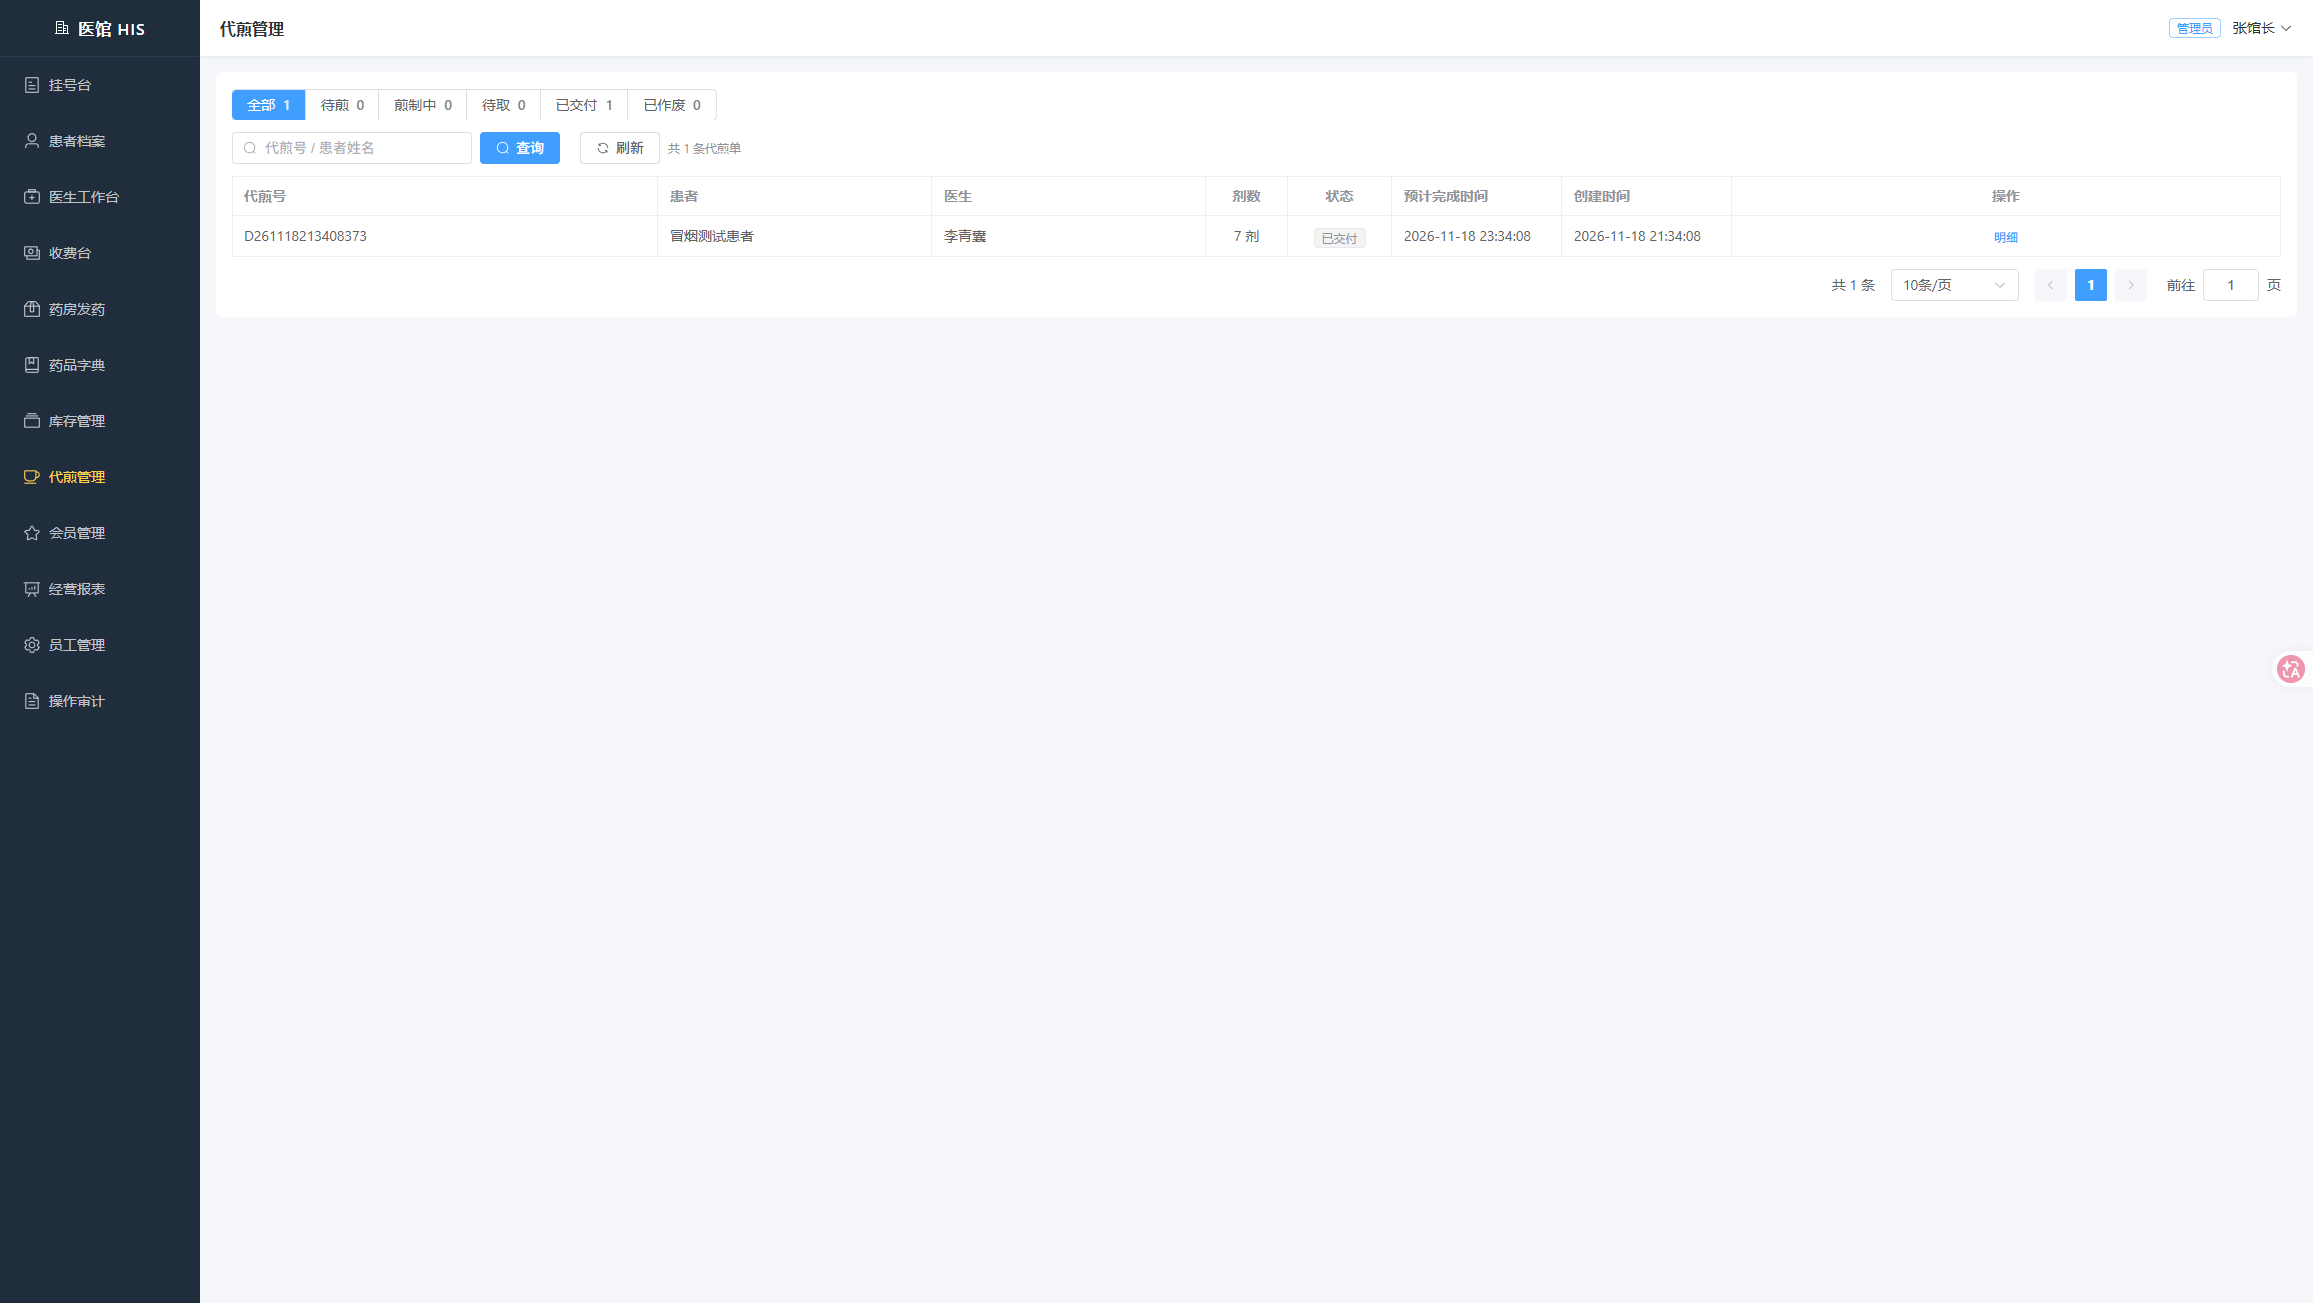 医馆 HIS
代煎管理
管理员 张馆长
挂号台
患者档案
医生工作台
收费台
药房发药
药品字典
库存管理
代煎管理
会员管理
经营报表
员工管理
操作审计
全部 1 待煎 0 煎制中 0 待取 0 已交付 1 已作废 0
代煎号 / 患者姓名 查询 刷新 共 1 条代煎单
代煎号 患者 医生 剂数 状态 预计完成时间 创建时间 操作
D261118213408373 冒烟测试患者 李青囊 7 剂 已交付 2026-11-18 23:34:08 2026-11-18 21:34:08 明细
共 1 条 10条/页 1 前往 1 页